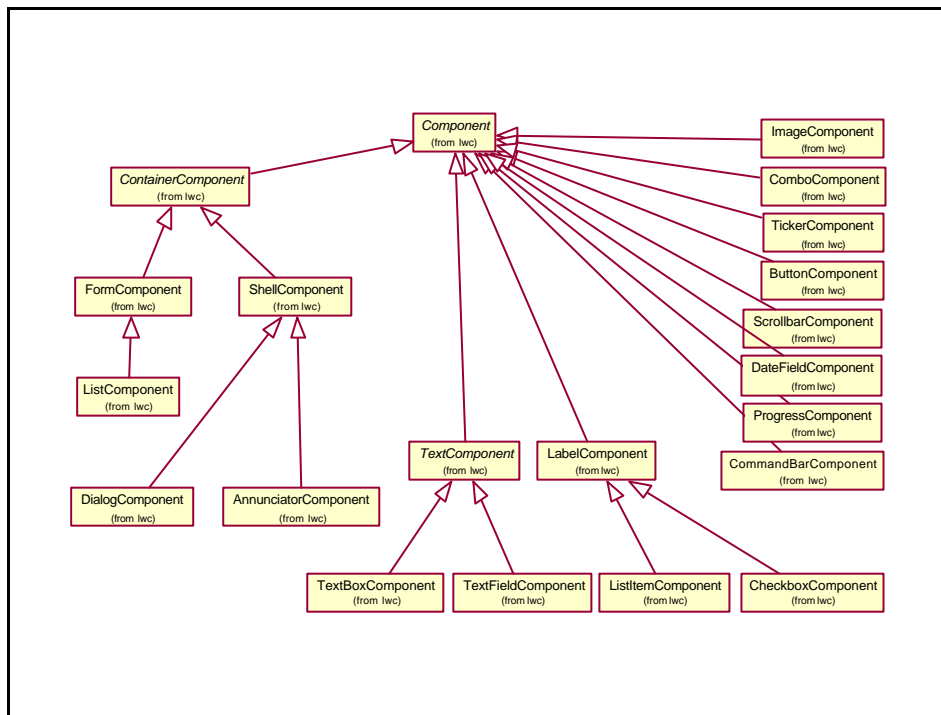 Component
(from lwc)
ImageComponent
(from lwc)
ContainerComponent
(from lwc)
ComboComponent
(from lwc)
TickerComponent
(from lwc)
ButtonComponent
(from lwc)
FormComponent
(from lwc)
ShellComponent
(from lwc)
ScrollbarComponent
(from lwc)
DateFieldComponent
(from lwc)
ListComponent
(from lwc)
ProgressComponent
(from lwc)
TextComponent
(from lwc)
LabelComponent
(from lwc)
CommandBarComponent
(from lwc)
DialogComponent
(from lwc)
AnnunciatorComponent
(from lwc)
TextBoxComponent
(from lwc)
TextFieldComponent
(from lwc)
ListItemComponent
(from lwc)
CheckboxComponent
(from lwc)